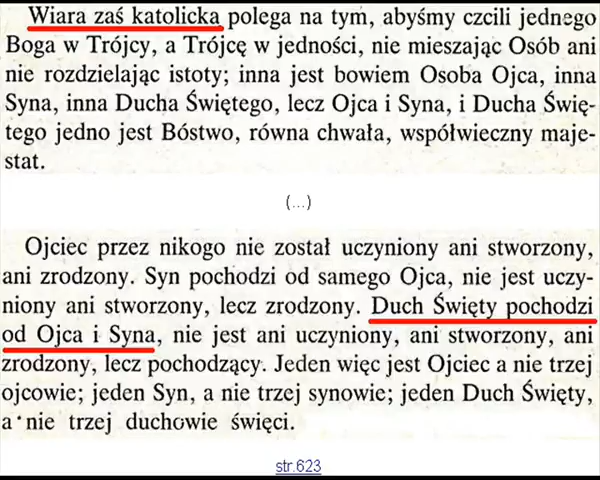 Wiara zaś katolicka polega na tym, abyśmy czcili jednego
Boga w Trójcy, a Trójcę w jedności, nie mieszając Osób ani
nie rozdzielając istoty; inna jest bowiem Osoba Ojca, inna
Syna, inna Ducha Świętego, lecz Ojca i Syna, i Ducha Świę-
tego jedno jest Bóstwo, równa chwała, współwieczny maje-
stat.
(...)
Ojciec przez nikogo nie został uczyniony ani stworzony,
ani zrodzony. Syn pochodzi od samego Ojca, nie jest uczy-
niony ani stworzony, lecz zrodzony. Duch Święty pochodzi
od Ojca i Syna, nie jest ani uczyniony, ani stworzony, ani
zrodzony, lecz pochodzący. Jeden więc jest Ojciec a nie trzej
ojcowie; jeden Syn, a nie trzej synowie; jeden Duch Święty,
a nie trzej duchowie święci.
str.623